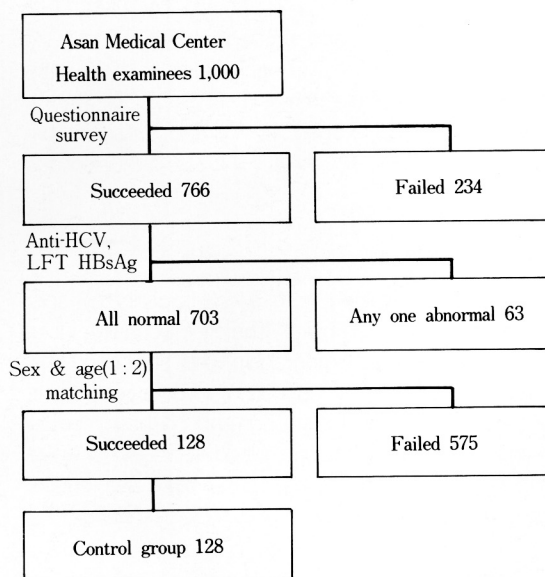 Asan Medical Center
Health examinees 1,000
Questionnaire
survey
Succeeded 766
Failed 234
Anti-HCV,
LFT HBsAg
All normal 703
Any one abnormal 63
Sex & age(1 : 2)
matching
Succeeded 128
Failed 575
Control group 128